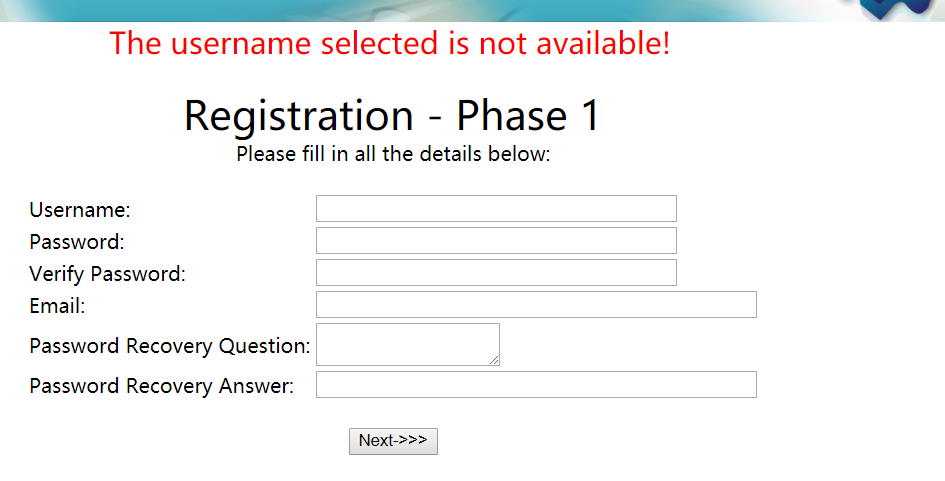 The username selected is not available!
Registration - Phase 1
Please fill in all the details below:
Username:
Password:
Verify Password:
Email:
Password Recovery Question:
Password Recovery Answer:
Next->>>